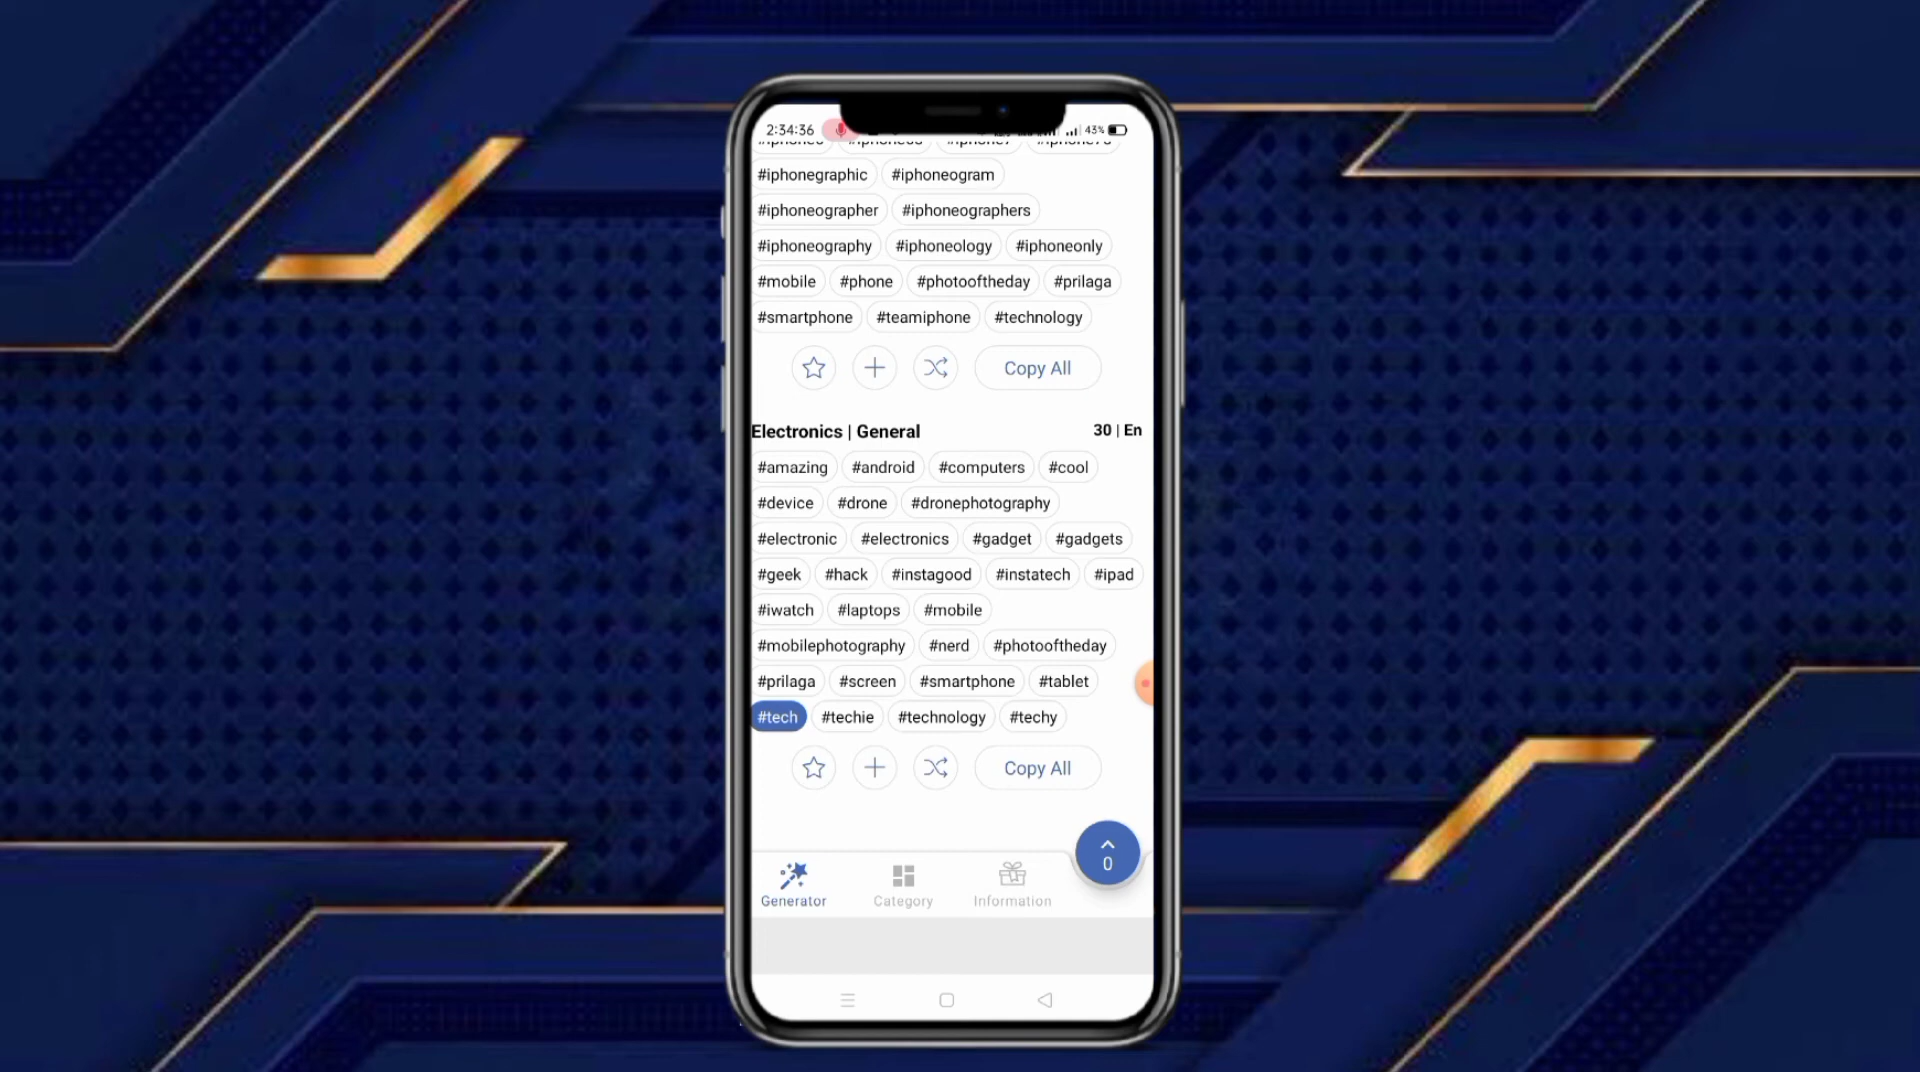 2:34:36 43%
#iphonegraphic #iphoneogram
#iphoneographer #iphoneographers
#iphoneography #iphoneology #iphoneonly
#mobile #phone #photooftheday #prilaga
#smartphone #teamiphone #technology
Copy All
Electronics | General 30 | En
#amazing #android #computers #cool
#device #drone #dronephotography
#electronic #electronics #gadget #gadgets
#geek #hack #instagood #instatech #ipad
#iwatch #laptops #mobile
#mobilephotography #nerd #photooftheday
#prilaga #screen #smartphone #tablet
#tech #techie #technology #techy
Copy All
0
Generator Category Information